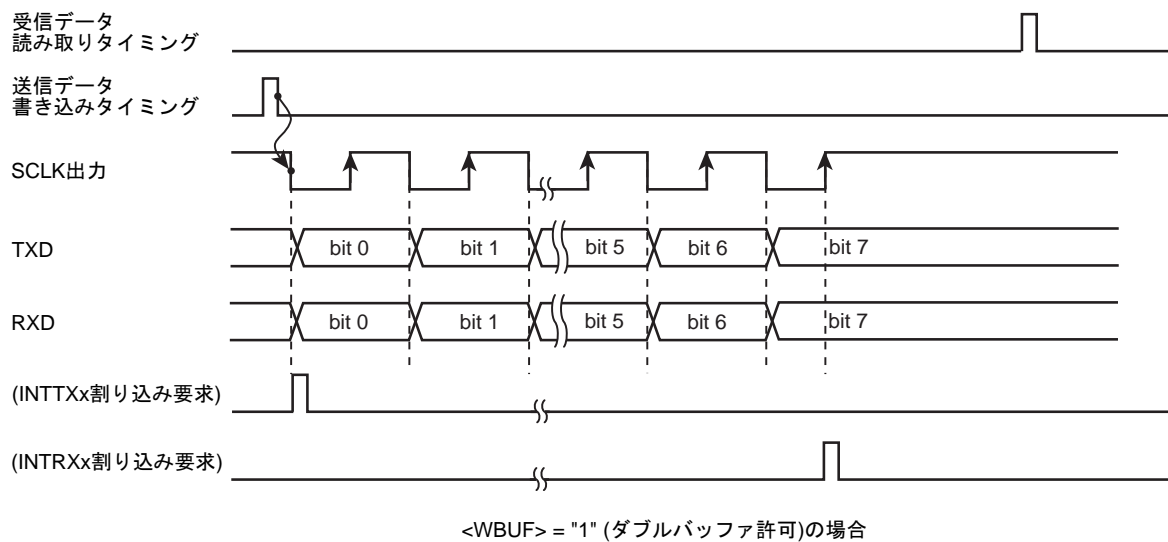 受信データ
読み取りタイミング
送信データ
書き込みタイミング
SCLK出力
TXD
bit 0
bit 1
bit 5
bit 6
bit 7
RXD
bit 0
bit 1
bit 5
bit 6
bit 7
(INTTXx割り込み要求)
(INTRXx割り込み要求)
<WBUF> = "1" (ダブルバッファ許可)の場合